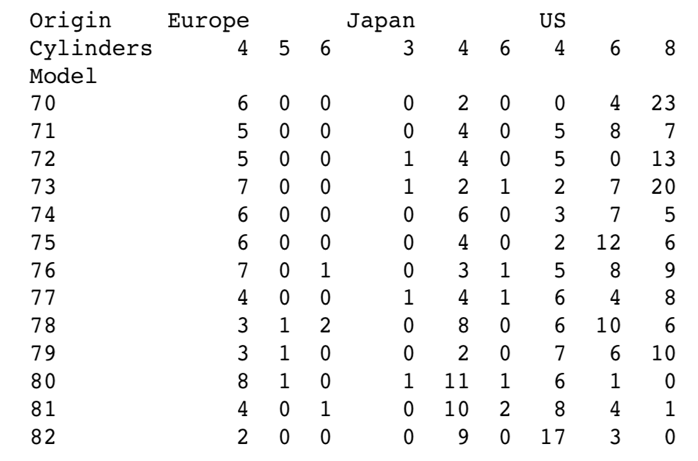 Origin Europe Japan US
Cylinders 4 5 6 3 4 6 4 6 8
Model
70 6 0 0 0 2 0 0 4 23
71 5 0 0 0 4 0 5 8 7
72 5 0 0 1 4 0 5 0 13
73 7 0 0 1 2 1 2 7 20
74 6 0 0 0 6 0 3 7 5
75 6 0 0 0 4 0 2 12 6
76 7 0 1 0 3 1 5 8 9
77 4 0 0 1 4 1 6 4 8
78 3 1 2 0 8 0 6 10 6
79 3 1 0 0 2 0 7 6 10
80 8 1 0 1 11 1 6 1 0
81 4 0 1 0 10 2 8 4 1
82 2 0 0 0 9 0 17 3 0